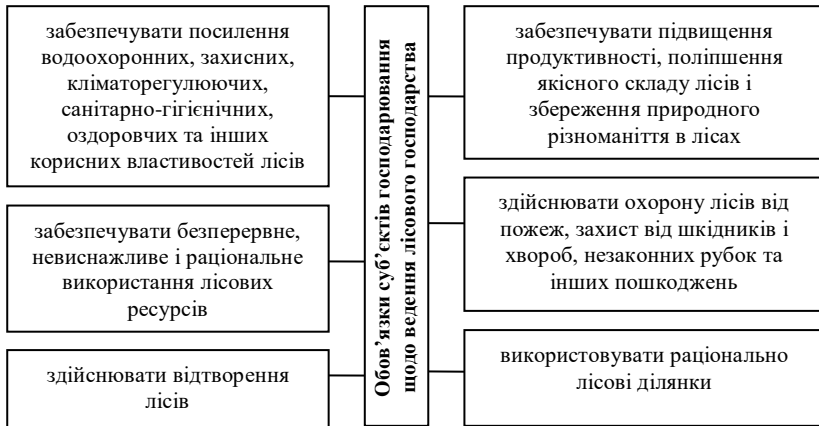 забезпечувати посилення
водоохоронних, захисних,
кліматорегулюючих,
санітарно-гігієнічних,
оздоровчих та інших
корисних властивостей лісів
забезпечувати безперервне,
невиснажливе і раціональне
використання лісових
ресурсів
здійснювати відтворення
лісів
Обов’язки суб’єктів господарювання
щодо ведення лісового господарства
забезпечувати підвищення
продуктивності, поліпшення
якісного складу лісів і
збереження природного
різноманіття в лісах
здійснювати охорону лісів від
пожеж, захист від шкідників і
хвороб, незаконних рубок та
інших пошкоджень
використовувати раціонально
лісові ділянки